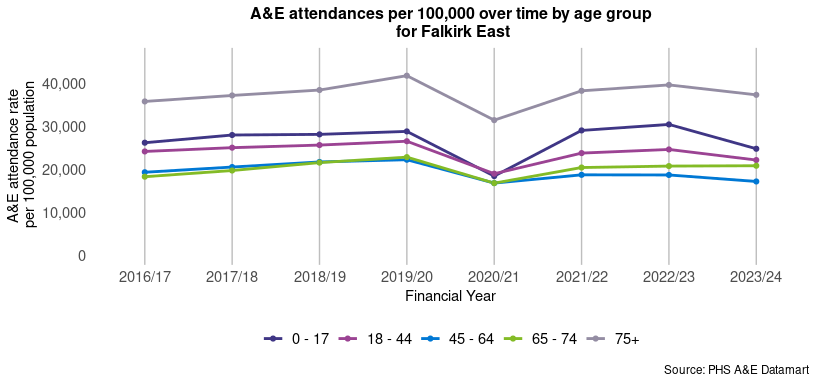 A&E attendances per 100,000 over time by age group
for Falkirk East
A&E attendance rate
per 100,000 population
40,000
30,000
20,000
10,000
0
2016/17 2017/18 2018/19 2019/20 2020/21 2021/22 2022/23 2023/24
Financial Year
0 - 17 18 - 44 45 - 64 65 - 74 75+
Source: PHS A&E Datamart